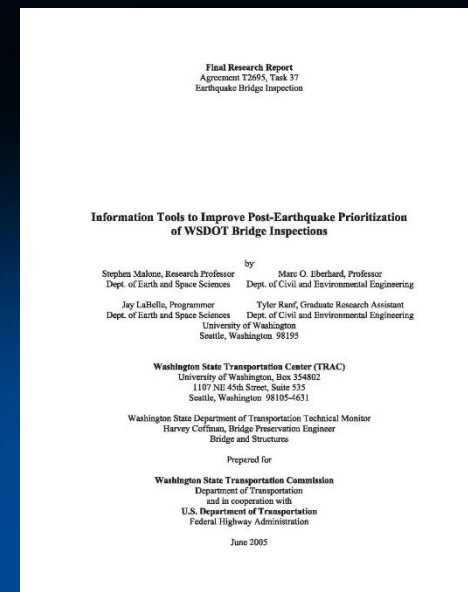 Final Research Report
Agreement T2695, Task 37
Earthquake Bridge Inspection
Information Tools to Improve Post-Earthquake Prioritization
of WSDOT Bridge Inspections
by
Stephen Malone, Research Professor
Dept. of Earth and Space Sciences
Marc O. Eberhard, Professor
Dept. of Civil and Environmental Engineering
Jay LaBelle, Programmer
Dept. of Earth and Space Sciences
Tyler Ranf, Graduate Research Assistant
Dept. of Civil and Environmental Engineering
University of Washington
Seattle, Washington 98195
Washington State Transportation Center (TRAC)
University of Washington, Box 354802
1107 NE 45th Street, Suite 535
Seattle, Washington 98105-4631
Washington State Department of Transportation Technical Monitor
Harvey Coffman, Bridge Preservation Engineer
Bridge and Structures
Prepared for
Washington State Transportation Commission
Department of Transportation
and in cooperation with
U.S. Department of Transportation
Federal Highway Administration
June 2005